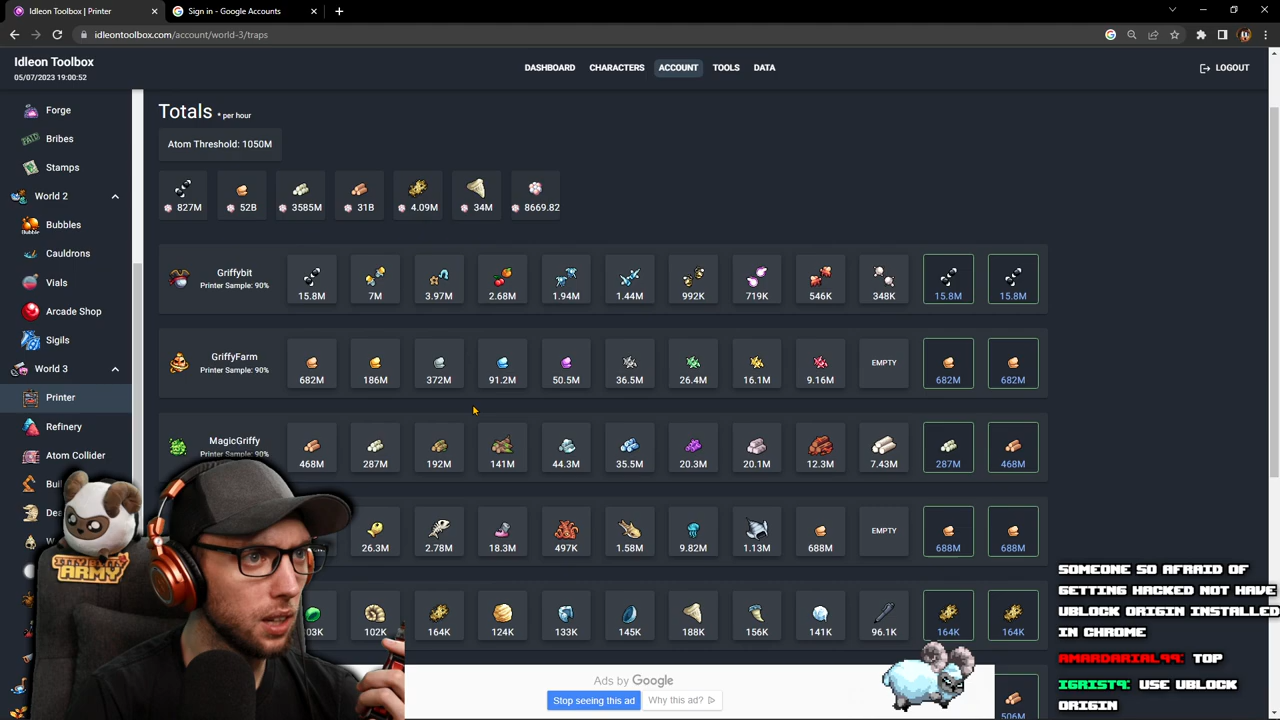 Idleon Toolbox | Printer
Sign in - Google Accounts
idleontoolbox.com/account/world-3/traps
Idleon Toolbox
05/07/2023 19:00:52
DASHBOARD CHARACTERS ACCOUNT TOOLS DATA
LOGOUT
Forge
Bribes
Stamps
World 2
Bubbles
Cauldrons
Vials
Arcade Shop
Sigils
World 3
Printer
Refinery
Atom Collider
Totals * per hour
Atom Threshold: 1050M
827M 52B 3585M 31B 4.09M 34M 8669.82
Griffybit
Printer Sample: 90%
15.8M 7M 3.97M 2.68M 1.94M 1.44M 992K 719K 546K 348K 15.8M 15.8M
GriffyFarm
Printer Sample: 90%
682M 186M 372M 91.2M 50.5M 36.5M 26.4M 16.1M 9.16M EMPTY 682M 682M
MagicGriffy
Printer Sample: 90%
468M 287M 192M 141M 44.3M 35.5M 20.3M 20.1M 12.3M 7.43M 287M 468M
26.3M 2.78M 18.3M 497K 1.58M 9.82M 1.13M 688M EMPTY 688M 688M
102K 164K 124K 133K 145K 188K 156K 141K 96.1K 164K 164K
506M
Ads by Google
Stop seeing this ad
Why this ad?
ITTY BITTY
ARMY
SOMEONE SO AFRAID OF
GETTING HACKED NOT HAVE
UBLOCK ORIGIN INSTALLED
IN CHROME
AMARDARIAL99: TOP
IGRIST9: USE UBLOCK
ORIGIN